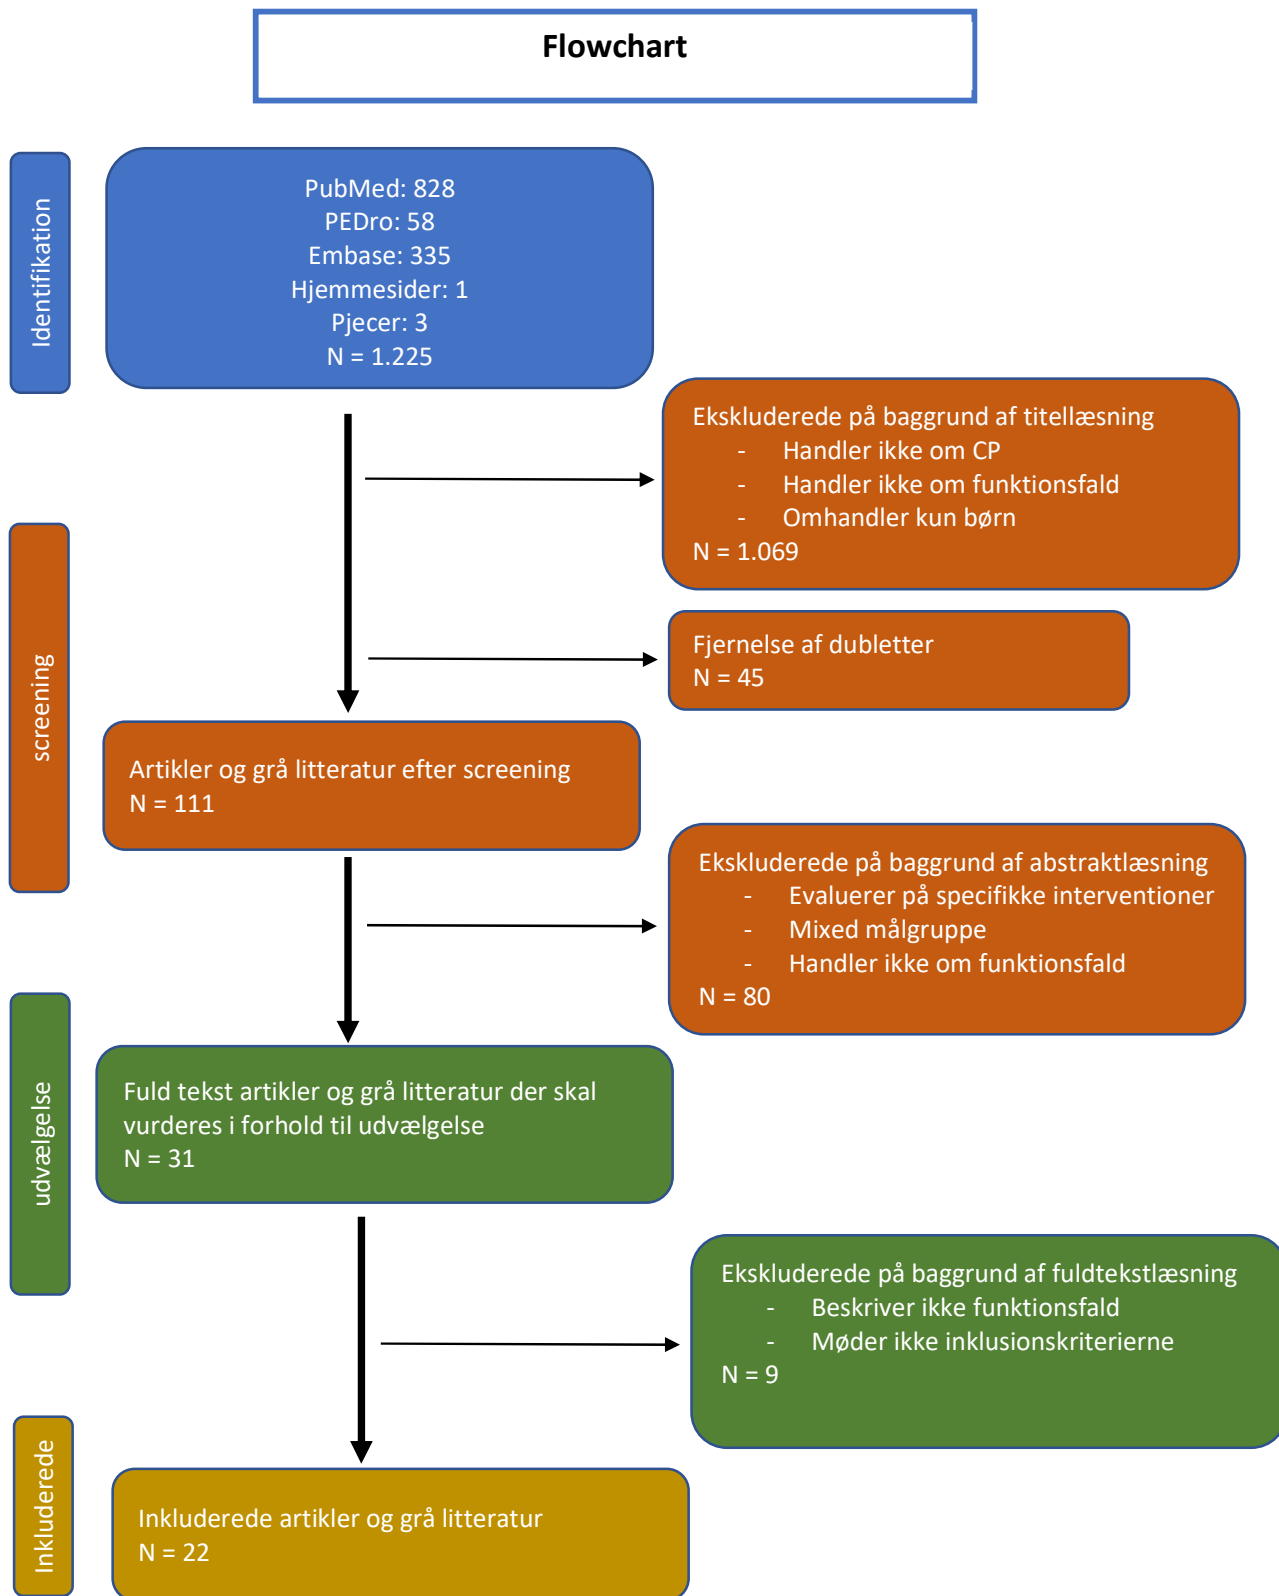 Flowchart
Identifikation
PubMed: 828
PEDro: 58
Embase: 335
Hjemmesider: 1
Pjecer: 3
N = 1.225
Ekskluderede på baggrund af titellæsning
- Handler ikke om CP
- Handler ikke om funktionsfald
- Omhandler kun børn
N = 1.069
screening
Fjernelse af dubletter
N = 45
Artikler og grå litteratur efter screening
N = 111
Ekskluderede på baggrund af abstraktlæsning
- Evaluerer på specifikke interventioner
- Mixed målgruppe
- Handler ikke om funktionsfald
N = 80
udvælgelse
Fuld tekst artikler og grå litteratur der skal
vurderes i forhold til udvælgelse
N = 31
Ekskluderede på baggrund af fuldtekstlæsning
- Beskriver ikke funktionsfald
- Møder ikke inklusionskriterierne
N = 9
Inkluderede
Inkluderede artikler og grå litteratur
N = 22